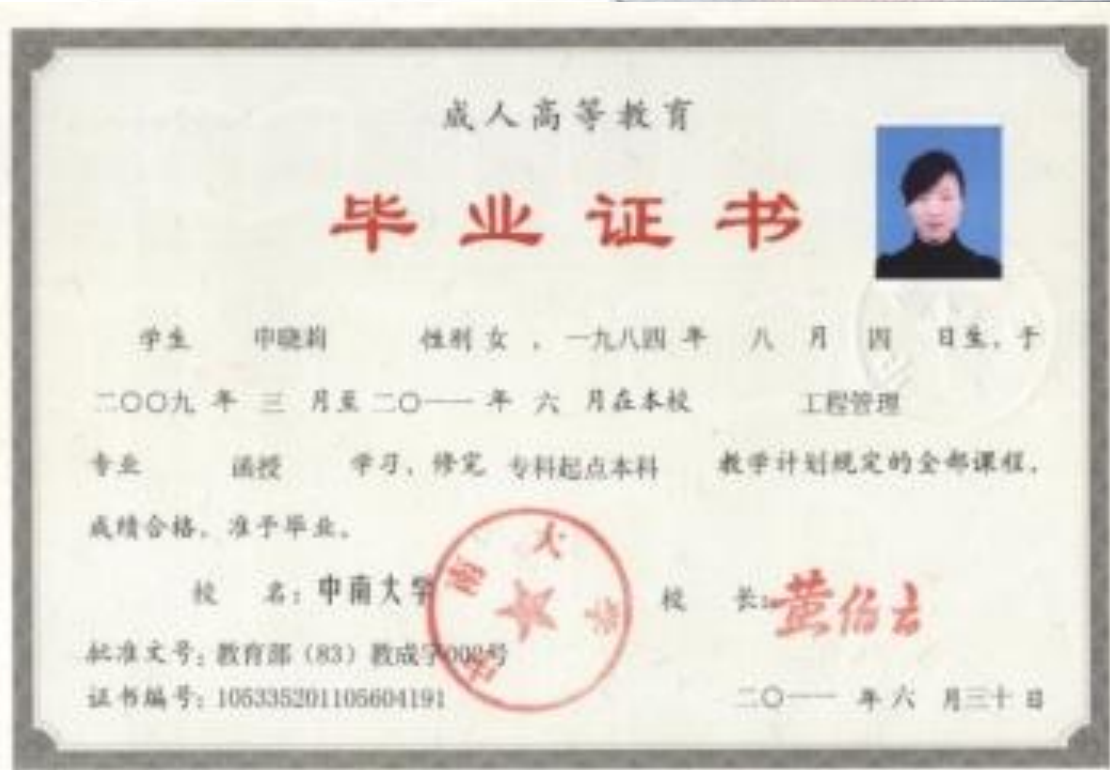 成人高等教育
毕业证书
学生 申晓莉 性别 女 ，一九八四 年 八 月 四 日生，于
二〇〇九 年 三 月至 二〇一一 年 六 月在本校 工程管理
专业 函授 学习，修完 专科起点本科 教学计划规定的全部课程，
成绩合格，准予毕业。
校 名：中南大学
中南大学
校 长：黄伯云
批准文号：教育部（83）教成字002号
证书编号：105335201105604191
二〇一一 年 六 月三十 日